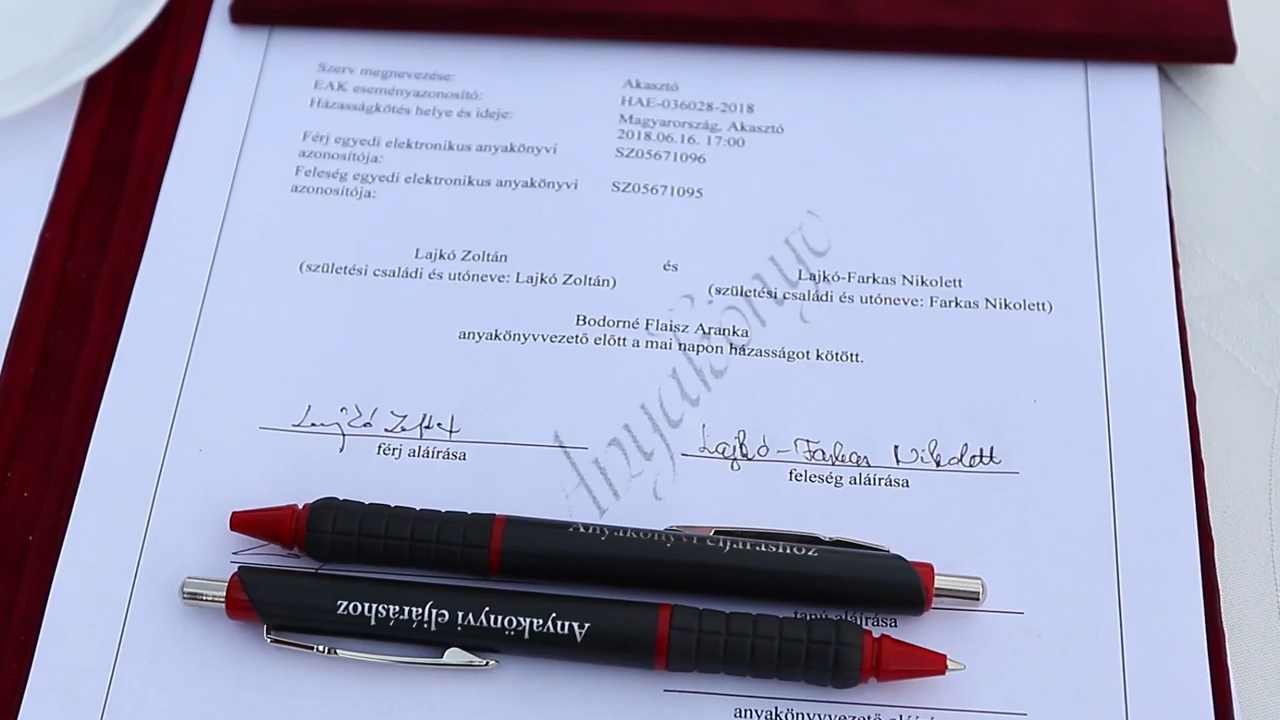 Szerv megnevezése: Akasztó
EAK eseményazonosító: HAE-036028-2018
Házasságkötés helye és ideje: Magyarország, Akasztó
2018.06.16. 17:00
Férj egyedi elektronikus anyakönyvi SZ05671096
azonosítója:
Feleség egyedi elektronikus anyakönyvi SZ05671095
azonosítója:
Lajkó Zoltán és Lajkó-Farkas Nikolett
(születési családi és utóneve: Lajkó Zoltán) (születési családi és utóneve: Farkas Nikolett)
Bodorné Flaisz Aranka
anyakönyvvezető előtt a mai napon házasságot kötött.
Anyakönyv
Lajkó Zoltán Lajkó-Farkas Nikolett
férj aláírása feleség aláírása
Anyakönyvi eljáráshoz
tanú aláírása
Anyakönyvi eljáráshoz
anyakönyvvezető